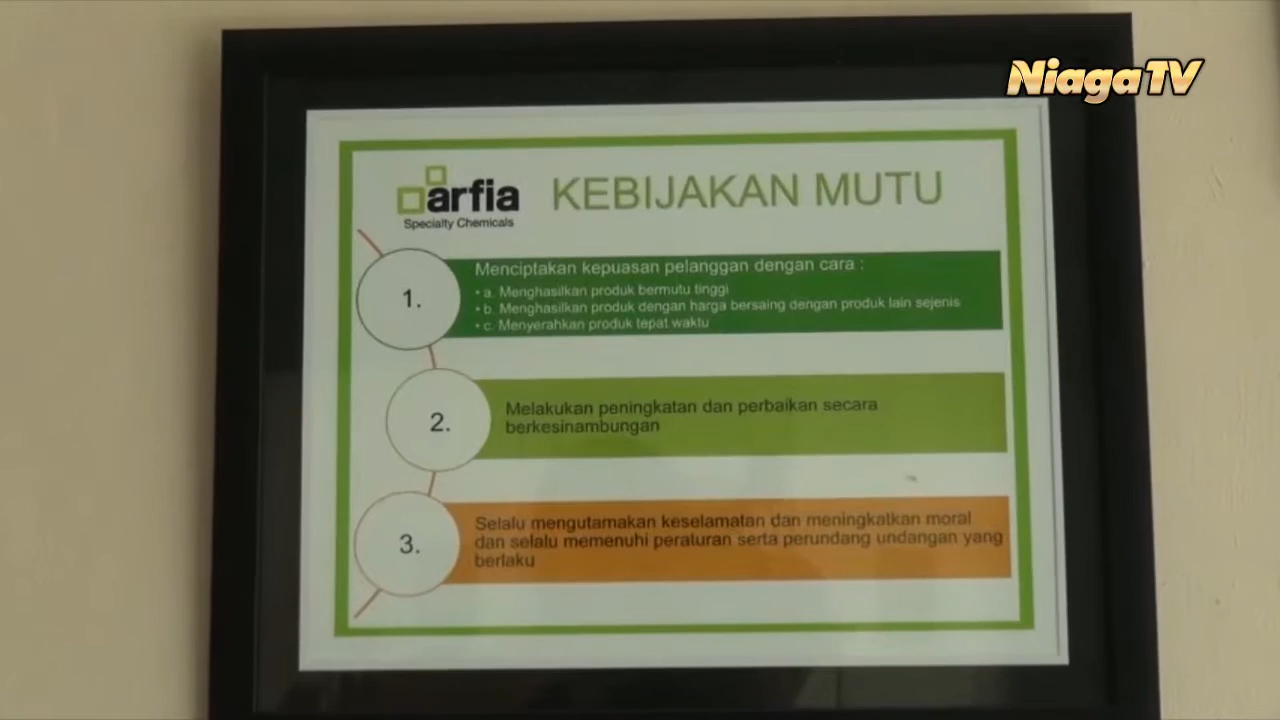 NiagaTV
arfia
Specialty Chemicals
KEBIJAKAN MUTU
1.
Menciptakan kepuasan pelanggan dengan cara :
• a. Menghasilkan produk bermutu tinggi
• b. Menghasilkan produk dengan harga bersaing dengan produk lain sejenis
• c. Menyerahkan produk tepat waktu
2.
Melakukan peningkatan dan perbaikan secara
berkesinambungan
3.
Selalu mengutamakan keselamatan dan meningkatkan moral
dan selalu memenuhi peraturan serta perundang undangan yang
berlaku